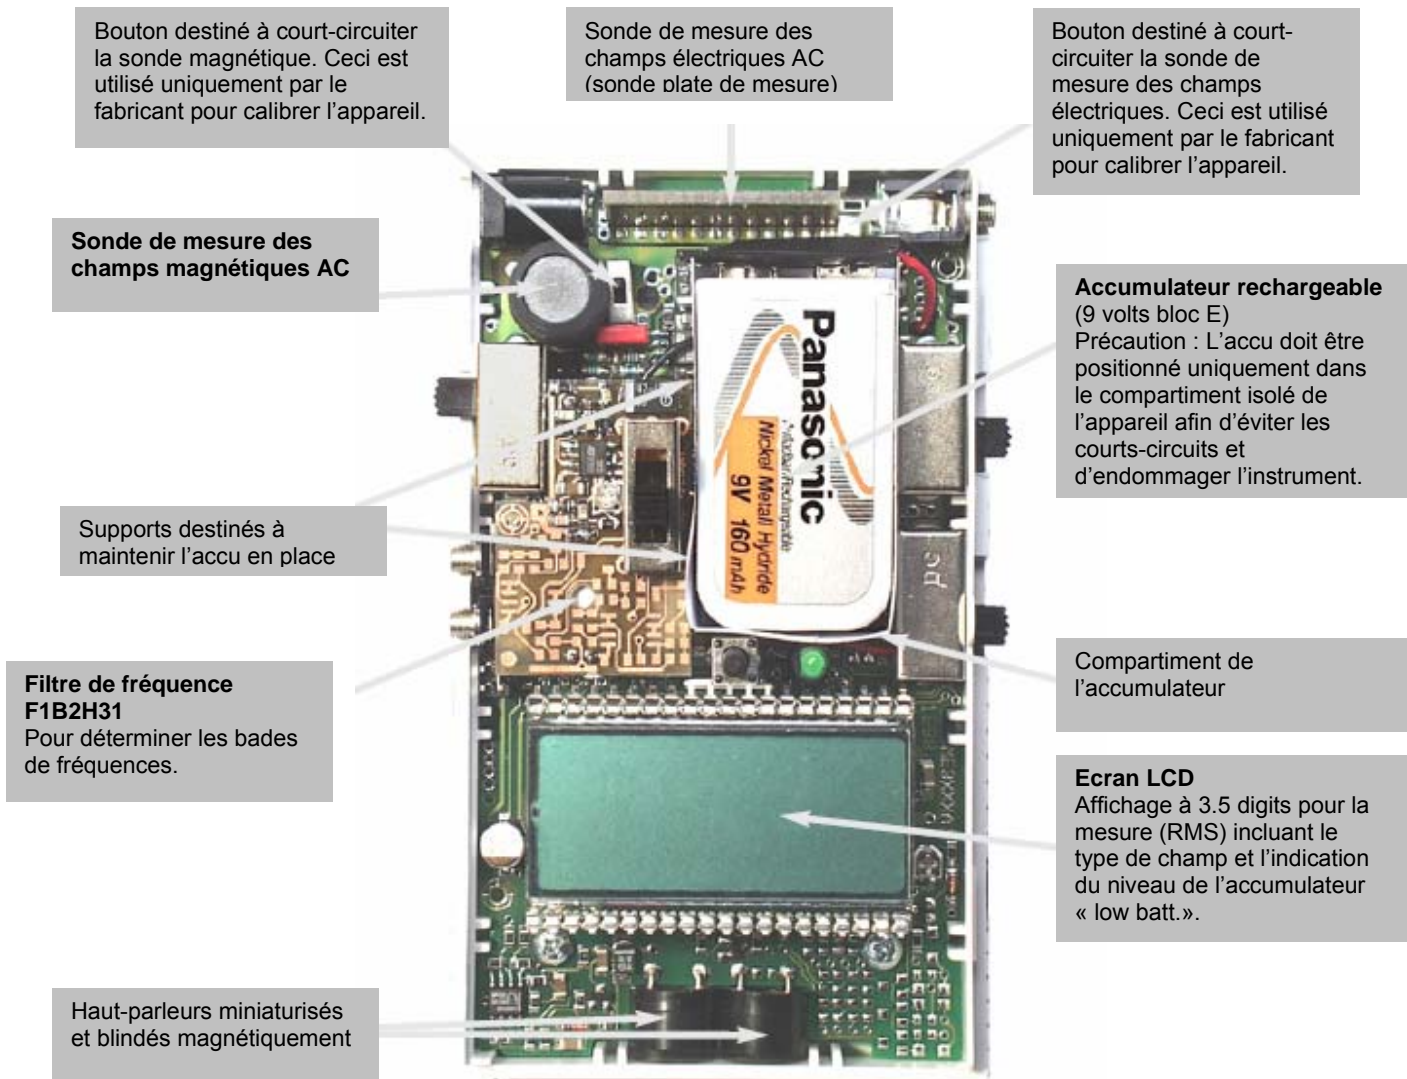 Bouton destiné à court-circuiter
la sonde magnétique. Ceci est
utilisé uniquement par le
fabricant pour calibrer l’appareil.
Sonde de mesure des
champs électriques AC
(sonde plate de mesure)
Bouton destiné à court-
circuiter la sonde de
mesure des champs
électriques. Ceci est utilisé
uniquement par le fabricant
pour calibrer l’appareil.
Sonde de mesure des
champs magnétiques AC
Accumulateur rechargeable
(9 volts bloc E)
Précaution : L’accu doit être
positionné uniquement dans
le compartiment isolé de
l’appareil afin d’éviter les
courts-circuits et
d’endommager l’instrument.
Panasonic
Nickel Metall Hydride
9V 160 mAh
Supports destinés à
maintenir l’accu en place
Filtre de fréquence
F1B2H31
Pour déterminer les bades
de fréquences.
Compartiment de
l’accumulateur
Ecran LCD
Affichage à 3.5 digits pour la
mesure (RMS) incluant le
type de champ et l’indication
du niveau de l’accumulateur
« low batt.».
Haut-parleurs miniaturisés
et blindés magnétiquement